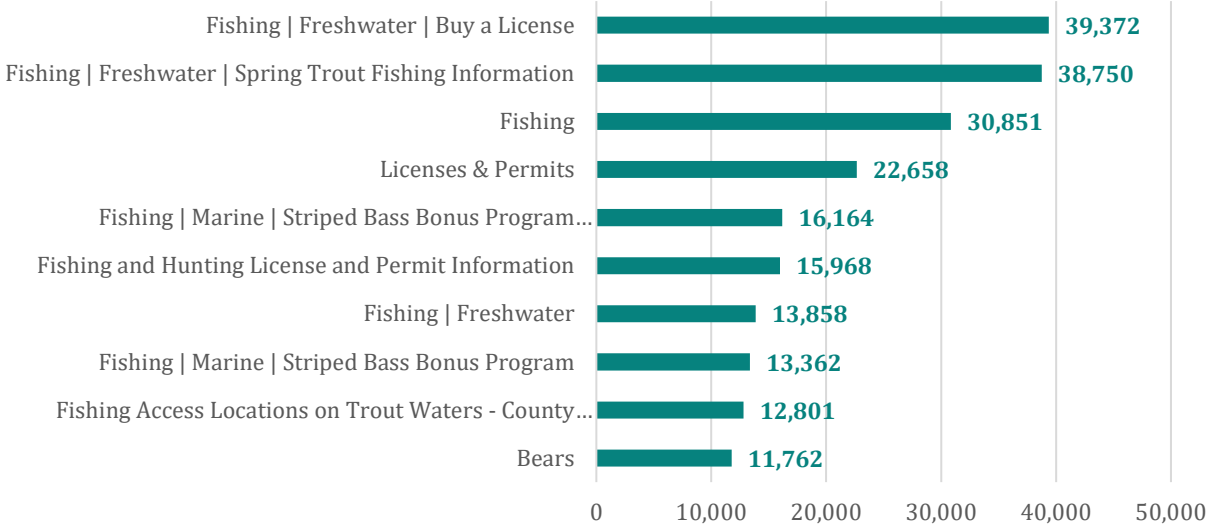 Fishing | Freshwater | Buy a License 39,372
Fishing | Freshwater | Spring Trout Fishing Information 38,750
Fishing 30,851
Licenses & Permits 22,658
Fishing | Marine | Striped Bass Bonus Program... 16,164
Fishing and Hunting License and Permit Information 15,968
Fishing | Freshwater 13,858
Fishing | Marine | Striped Bass Bonus Program 13,362
Fishing Access Locations on Trout Waters - County... 12,801
Bears 11,762
0 10,000 20,000 30,000 40,000 50,000